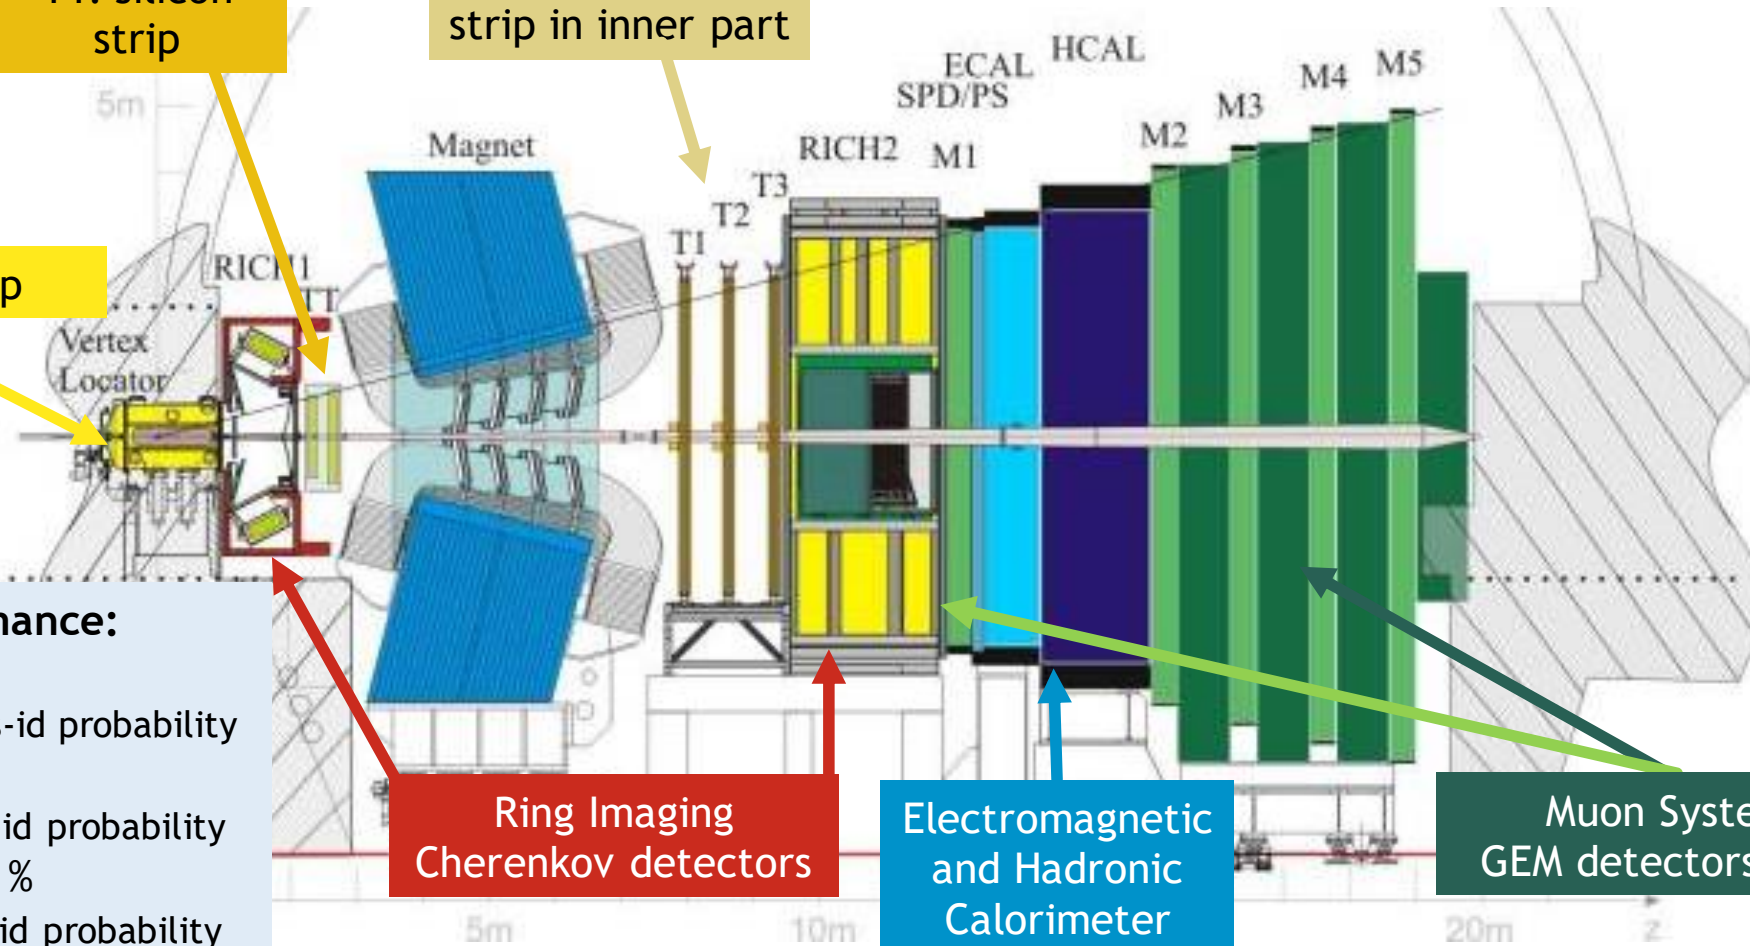 strip
strip in inner part
HCAL
ECAL
SPD/PS
M5
M4
M3
M2
M1
5m
Magnet
RICH2
T3
T2
T1
RICH1
TT
p
Vertex
Locator
mance:
-id probability
id probability
%
id probability
Ring Imaging
Cherenkov detectors
Electromagnetic
and Hadronic
Calorimeter
Muon Syste
GEM detectors
5m
10m
20m
z